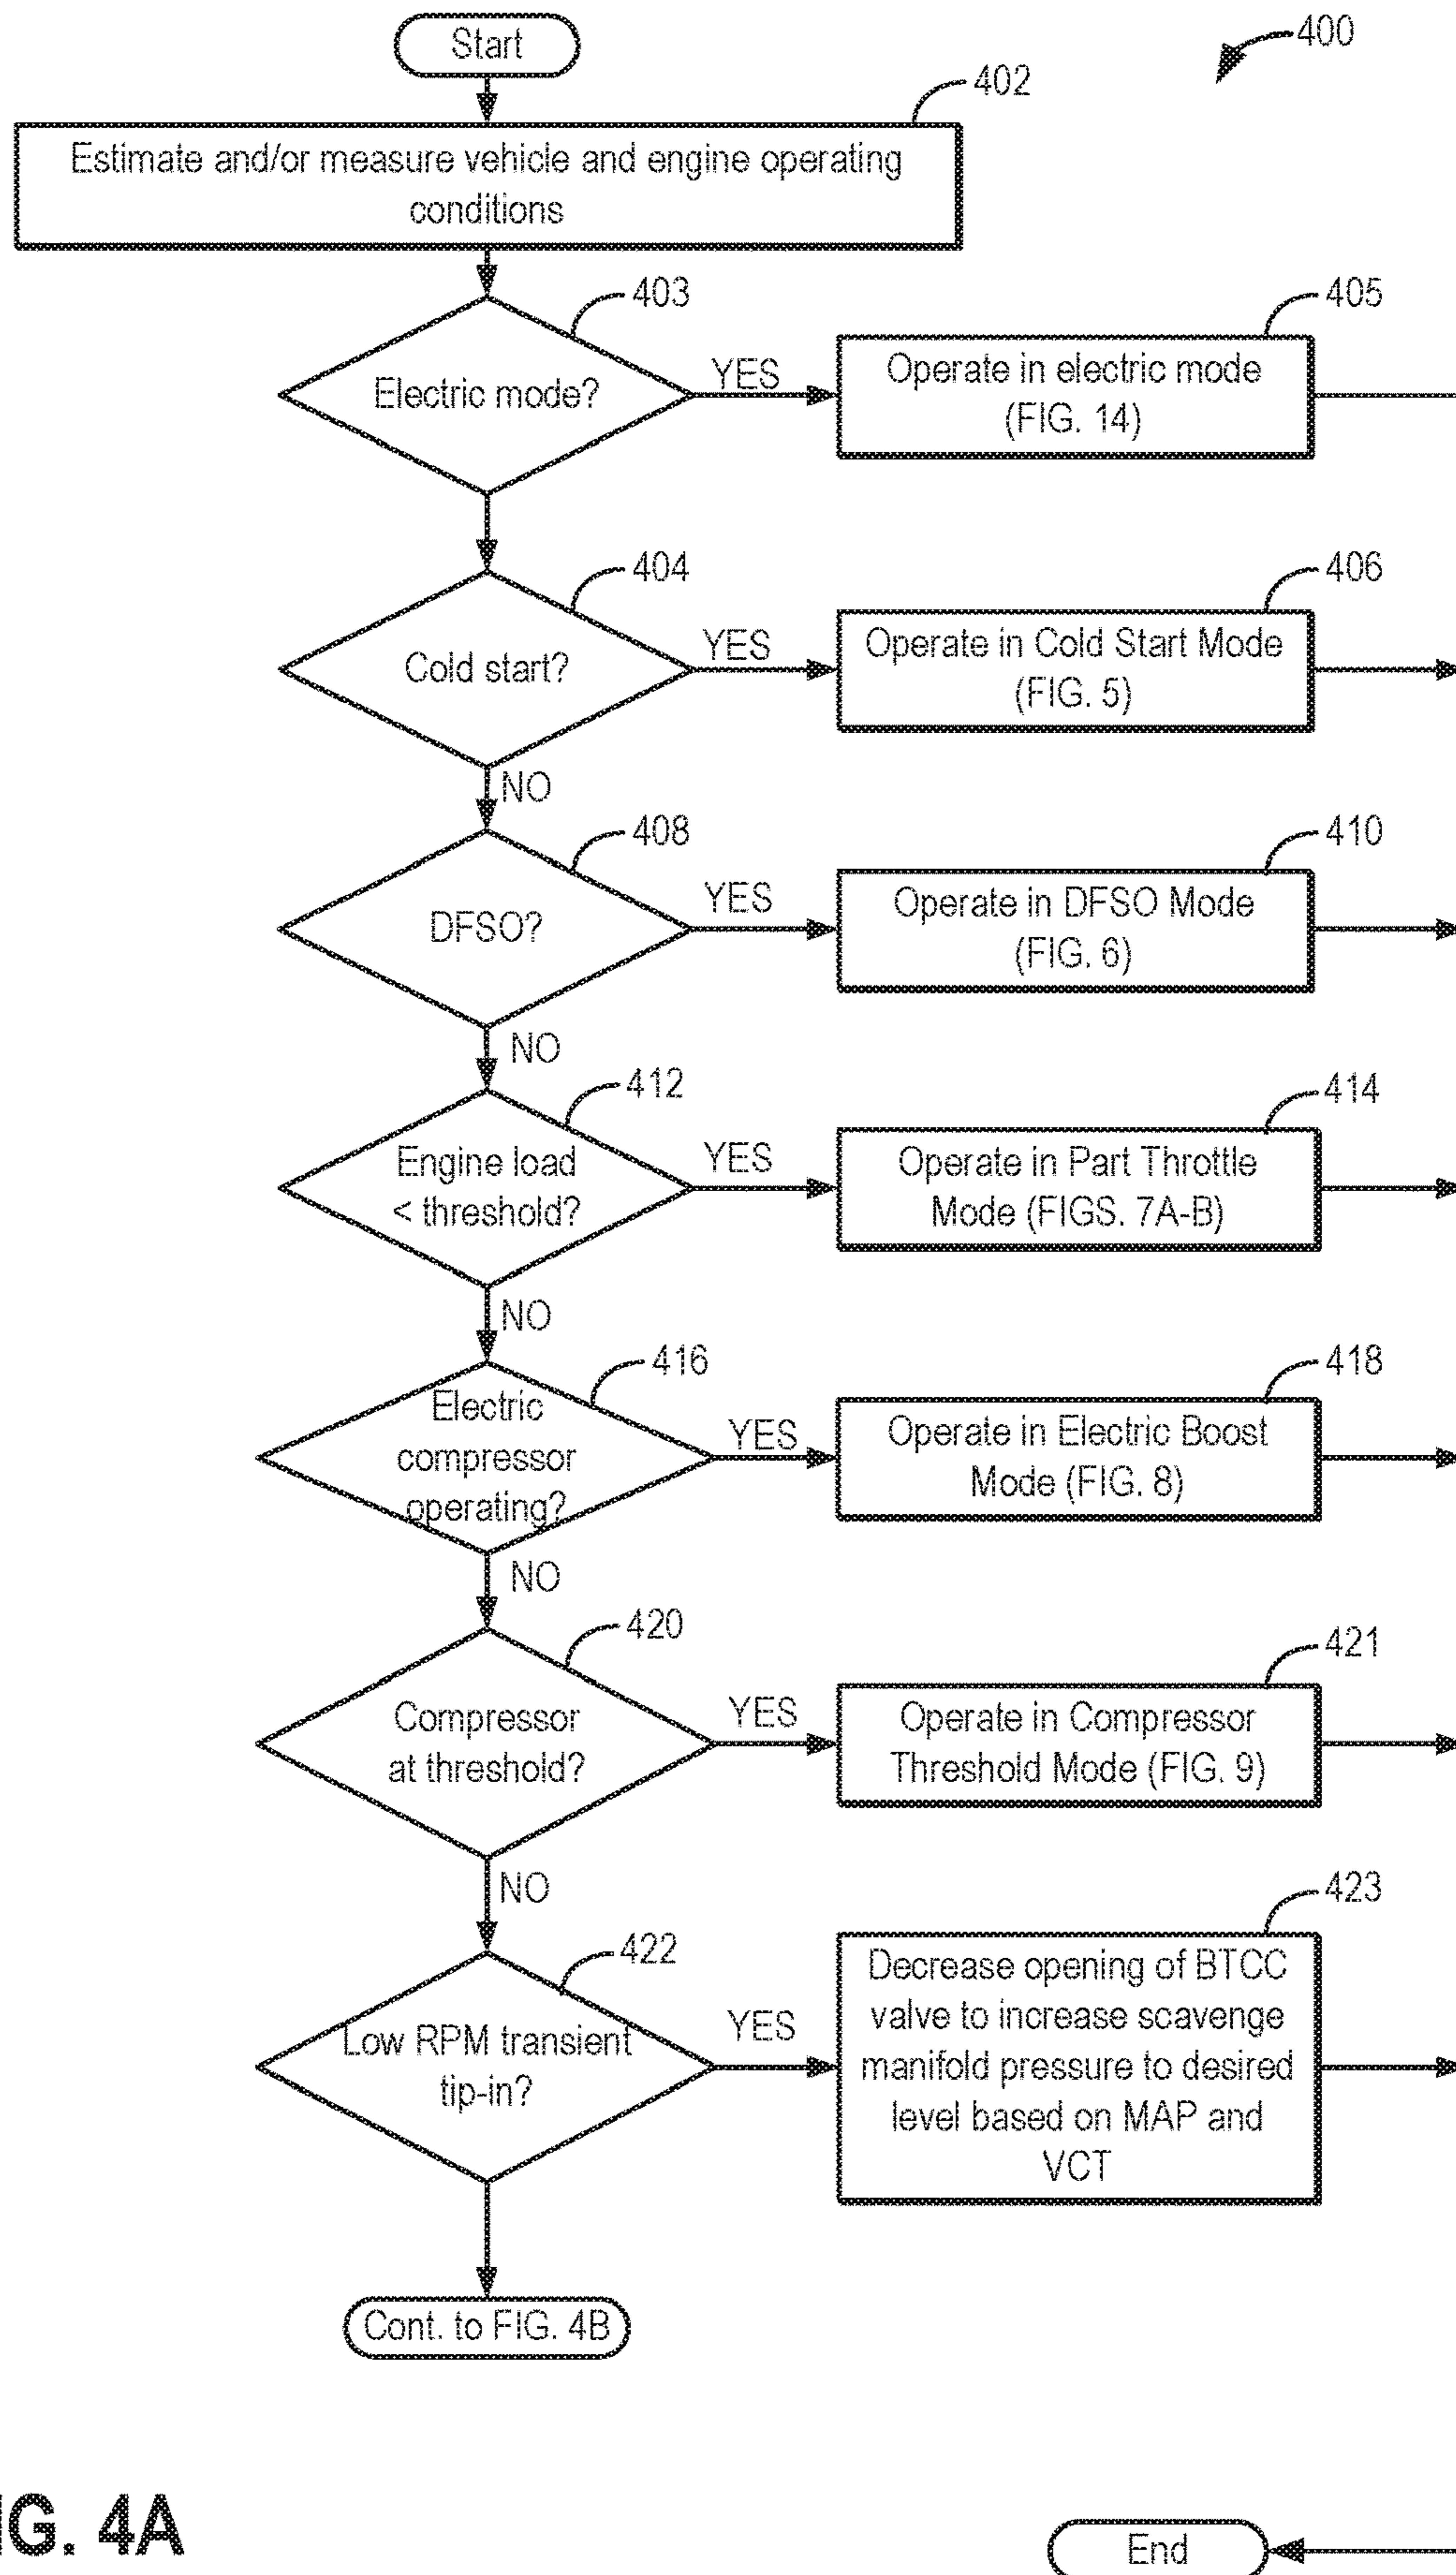 Start
400
402
Estimate and/or measure vehicle and engine operating
conditions
403
405
Electric mode?
YES
Operate in electric mode
(FIG. 14)
404
406
Cold start?
YES
Operate in Cold Start Mode
(FIG. 5)
NO
408
410
DFSO?
YES
Operate in DFSO Mode
(FIG. 6)
NO
412
414
Engine load
< threshold?
YES
Operate in Part Throttle
Mode (FIGS. 7A-B)
NO
416
418
Electric
compressor
operating?
YES
Operate in Electric Boost
Mode (FIG. 8)
NO
420
421
Compressor
at threshold?
YES
Operate in Compressor
Threshold Mode (FIG. 9)
NO
422
423
Low RPM transient
tip-in?
YES
Decrease opening of BTCC
valve to increase scavenge
manifold pressure to desired
level based on MAP and
VCT
Cont. to FIG. 4B
IG. 4A
End